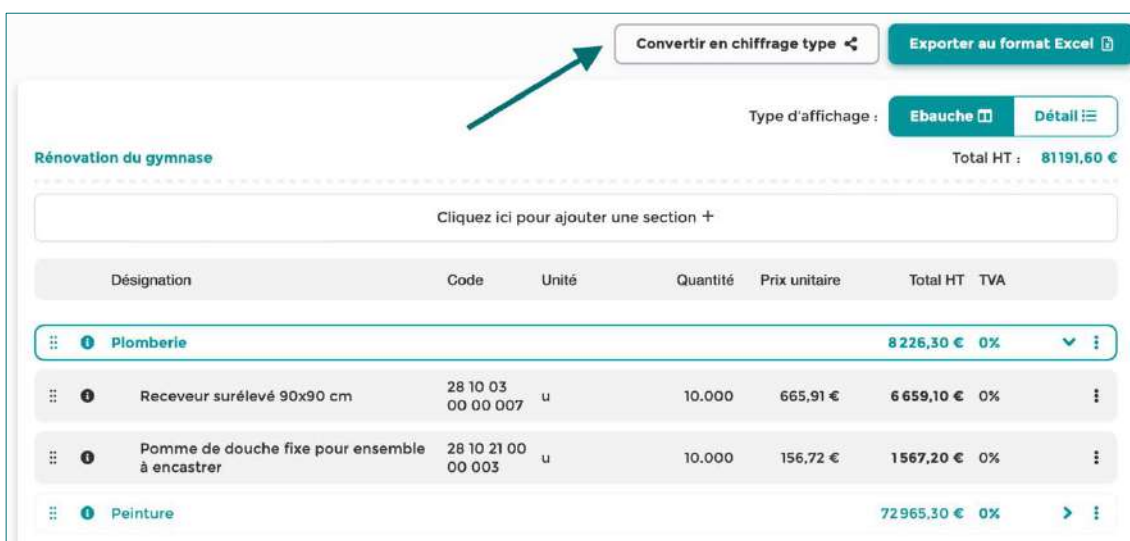 Convertir en chiffrage type
Exporter au format Excel
Type d'affichage :
Ebauche
Détail
Rénovation du gymnase
Total HT : 81191,60 €
Cliquez ici pour ajouter une section +
Désignation Code Unité Quantité Prix unitaire Total HT TVA
Plomberie 8 226,30 € 0%
Receveur surélevé 90x90 cm 28 10 03 00 00 007 u 10.000 665,91 € 6 659,10 € 0%
Pomme de douche fixe pour ensemble à encastrer 28 10 21 00 00 003 u 10.000 156,72 € 1 567,20 € 0%
Peinture 72 965,30 € 0%